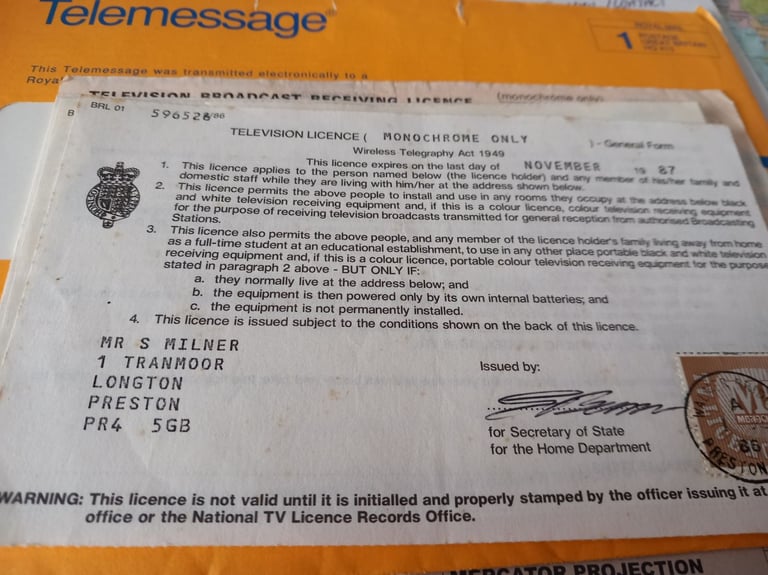 Telemessage
ROYAL MAIL
1 POSTAGE
GREAT BRITAIN
This Telemessage was transmitted electronically to a
Royal
TELEVISION BROADCAST RECEIVING LICENCE (monochrome only)
B
BRL 01 596526/86
TELEVISION LICENCE ( MONOCHROME ONLY ) - General Form
Wireless Telegraphy Act 1949
This licence expires on the last day of NOVEMBER 19 87
1. This licence applies to the person named below (the licence holder) and any member of his/her family and
domestic staff while they are living with him/her at the address shown below.
2. This licence permits the above people to install and use in any rooms they occupy at the address below black
and white television receiving equipment and, if this is a colour licence, colour television receiving equipment
for the purpose of receiving television broadcasts transmitted for general reception from authorised Broadcasting
Stations.
3. This licence also permits the above people, and any member of the licence holder's family living away from home
as a full-time student at an educational establishment, to use in any other place portable black and white television
receiving equipment and, if this is a colour licence, portable colour television receiving equipment for the purpose
stated in paragraph 2 above - BUT ONLY IF:
a. they normally live at the address below; and
b. the equipment is then powered only by its own internal batteries; and
c. the equipment is not permanently installed.
4. This licence is issued subject to the conditions shown on the back of this licence.
MR S MILNER
1 TRANMOOR
LONGTON
PRESTON
PR4 5GB
Issued by:
for Secretary of State
for the Home Department
86
PRESTON
WARNING: This licence is not valid until it is initialled and properly stamped by the officer issuing it at
office or the National TV Licence Records Office.
MERCATOR PROJECTION